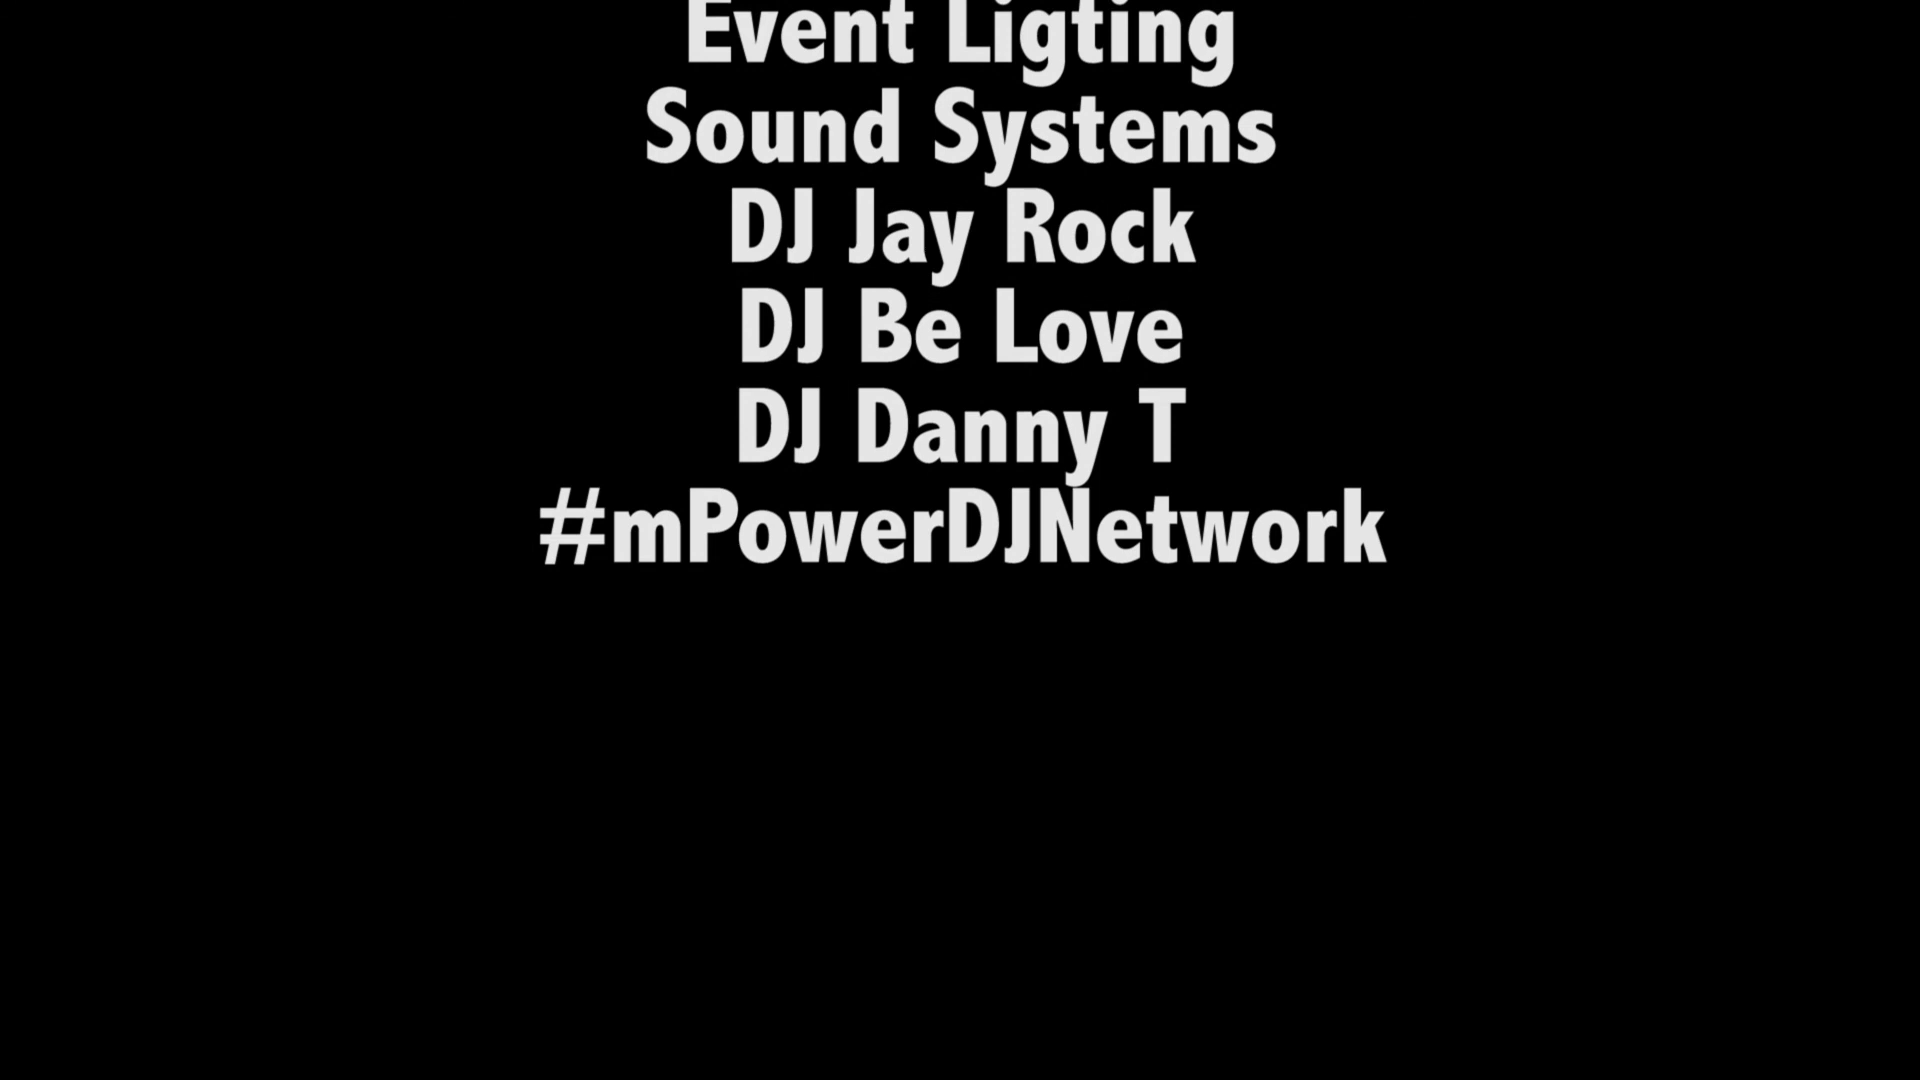 Event Ligting
Sound Systems
DJ Jay Rock
DJ Be Love
DJ Danny T
#mPowerDJNetwork